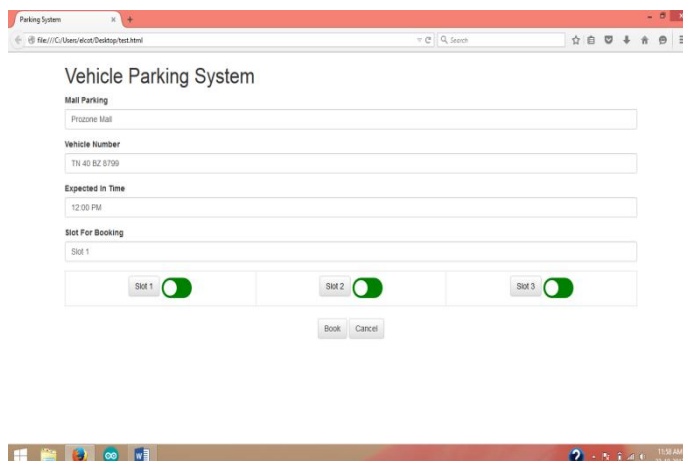 Parking System
file:///C:/Users/elcot/Desktop/test.html
Search
Vehicle Parking System
Mall Parking
Prozone Mall
Vehicle Number
TN 40 BZ 8799
Expected In Time
12:00 PM
Slot For Booking
Slot 1
Slot 1 Slot 2 Slot 3
Book Cancel
11:58 AM